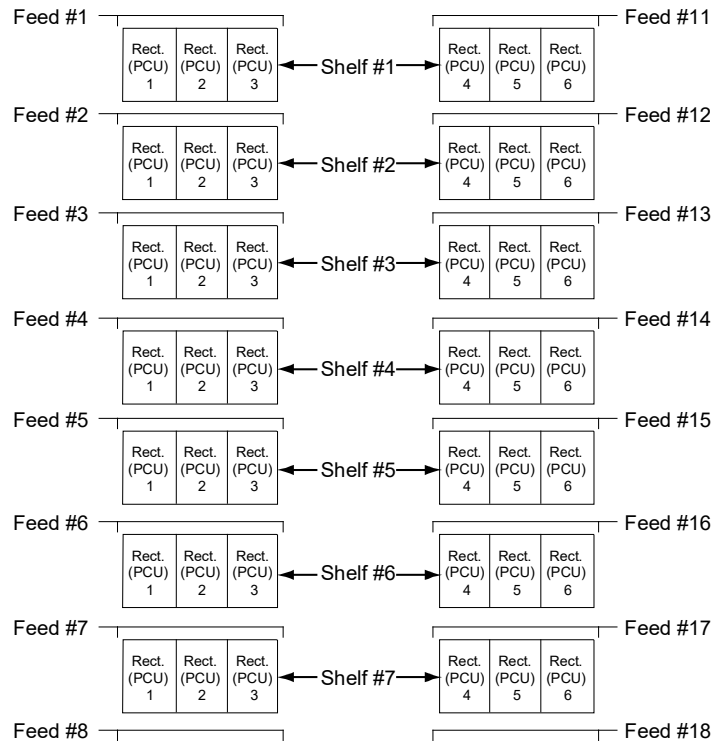 Feed #1 Feed #11
Rect. Rect. Rect. Rect. Rect. Rect.
(PCU) (PCU) (PCU) Shelf #1 (PCU) (PCU) (PCU)
1 2 3 4 5 6
Feed #2 Feed #12
Rect. Rect. Rect. Rect. Rect. Rect.
(PCU) (PCU) (PCU) Shelf #2 (PCU) (PCU) (PCU)
1 2 3 4 5 6
Feed #3 Feed #13
Rect. Rect. Rect. Rect. Rect. Rect.
(PCU) (PCU) (PCU) Shelf #3 (PCU) (PCU) (PCU)
1 2 3 4 5 6
Feed #4 Feed #14
Rect. Rect. Rect. Rect. Rect. Rect.
(PCU) (PCU) (PCU) Shelf #4 (PCU) (PCU) (PCU)
1 2 3 4 5 6
Feed #5 Feed #15
Rect. Rect. Rect. Rect. Rect. Rect.
(PCU) (PCU) (PCU) Shelf #5 (PCU) (PCU) (PCU)
1 2 3 4 5 6
Feed #6 Feed #16
Rect. Rect. Rect. Rect. Rect. Rect.
(PCU) (PCU) (PCU) Shelf #6 (PCU) (PCU) (PCU)
1 2 3 4 5 6
Feed #7 Feed #17
Rect. Rect. Rect. Rect. Rect. Rect.
(PCU) (PCU) (PCU) Shelf #7 (PCU) (PCU) (PCU)
1 2 3 4 5 6
Feed #8 Feed #18